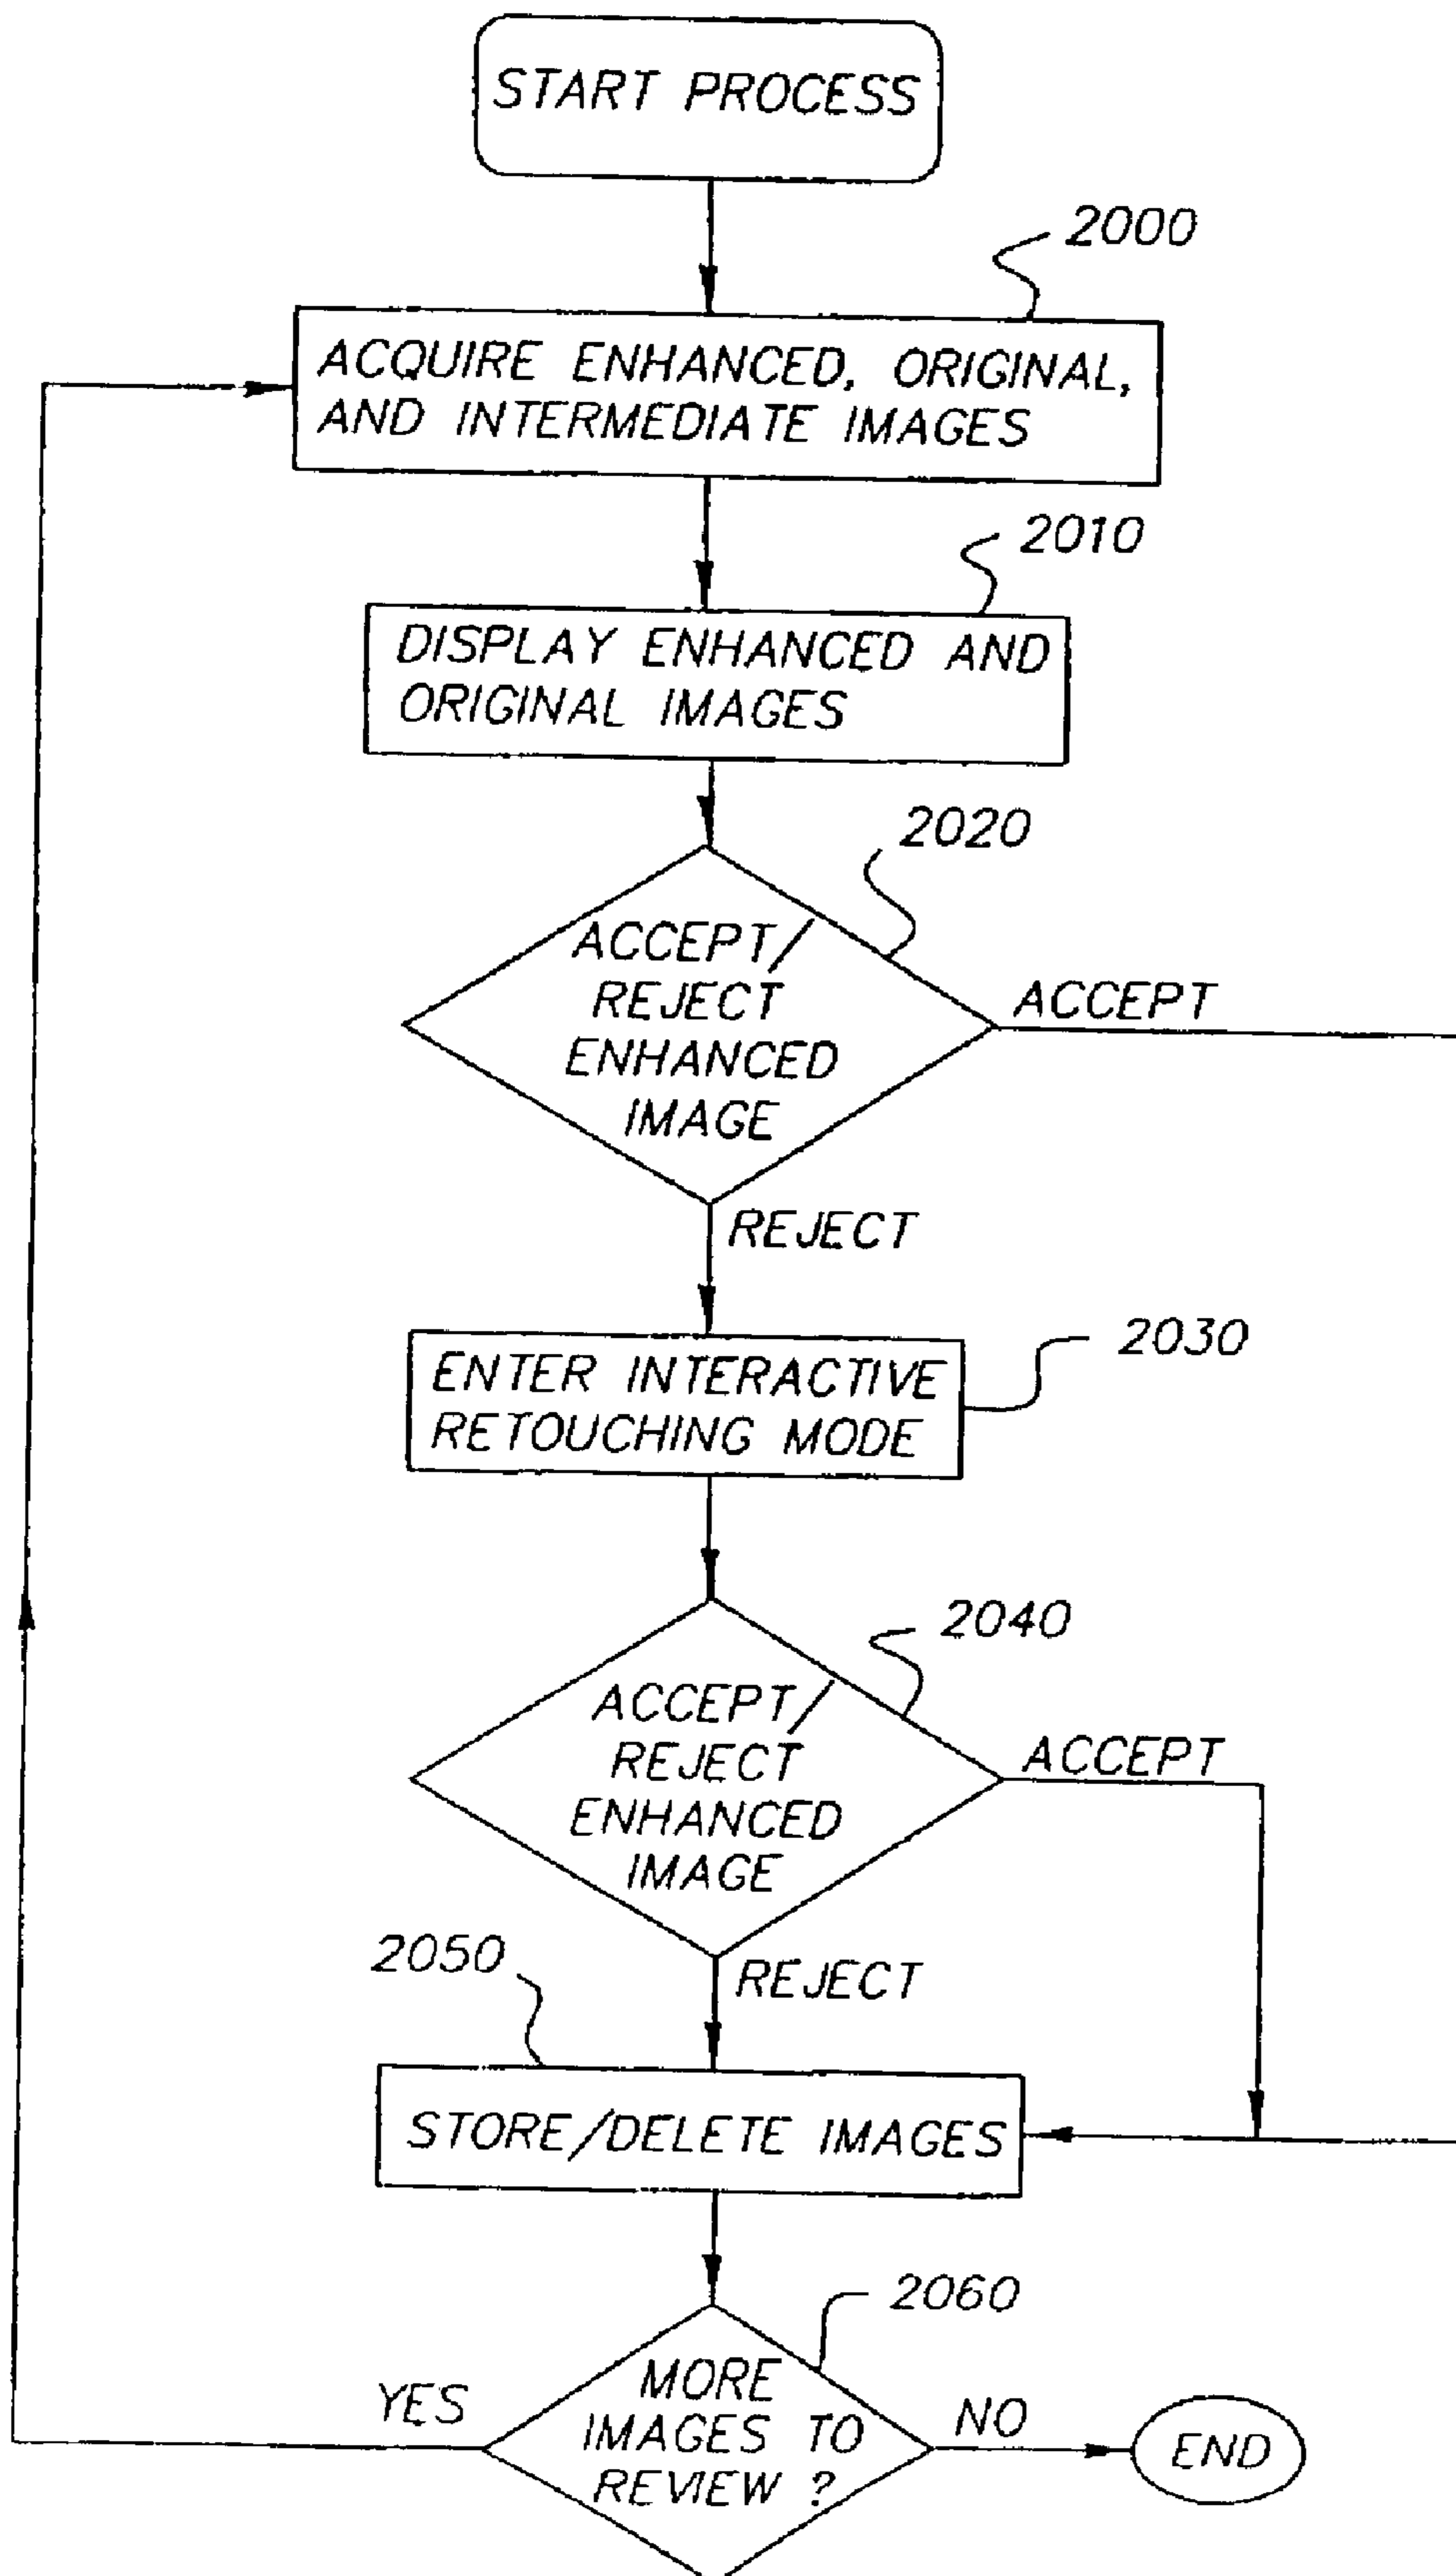 START PROCESS
2000
ACQUIRE ENHANCED, ORIGINAL,
AND INTERMEDIATE IMAGES
2010
DISPLAY ENHANCED AND
ORIGINAL IMAGES
2020
ACCEPT/
REJECT
ENHANCED
IMAGE
ACCEPT
REJECT
2030
ENTER INTERACTIVE
RETOUCHING MODE
2040
ACCEPT/
REJECT
ENHANCED
IMAGE
ACCEPT
REJECT
2050
STORE/DELETE IMAGES
2060
MORE
IMAGES TO
REVIEW ?
YES
NO
END